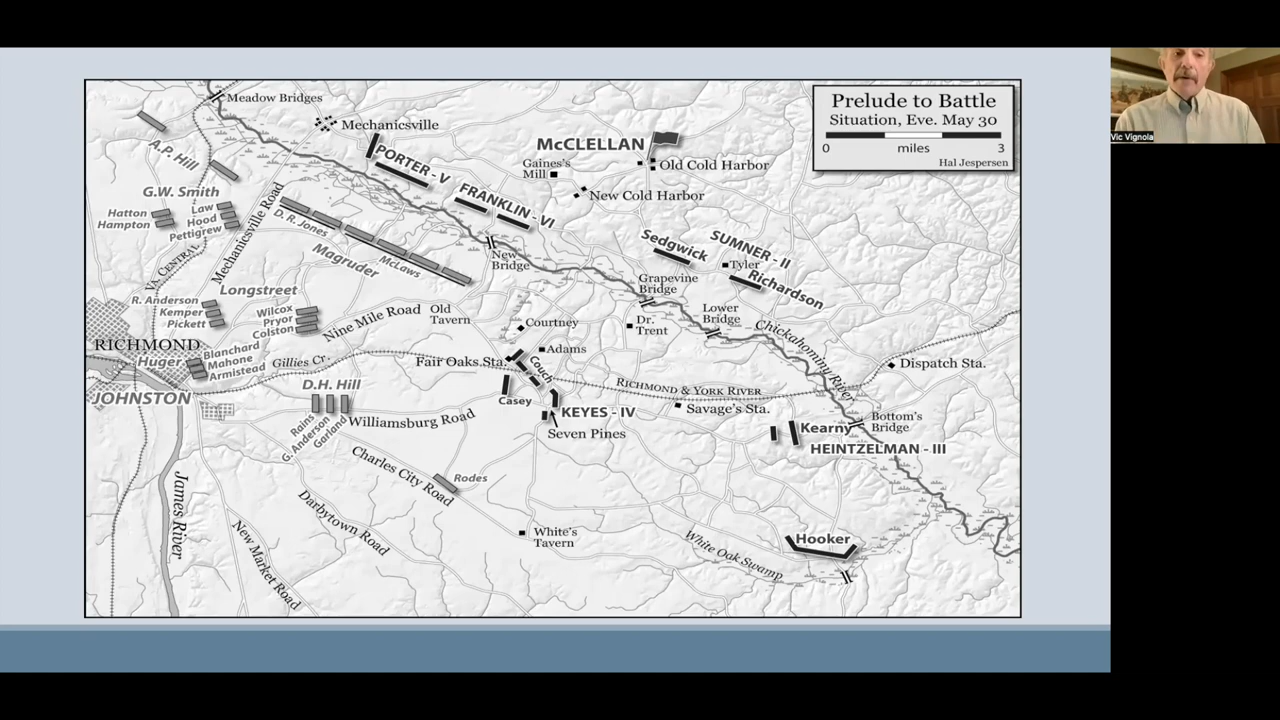 Meadow Bridges
Mechanicsville
A.P. Hill
PORTER - V
McCLELLAN
Gaines's
Mill
Old Cold Harbor
New Cold Harbor
Prelude to Battle
Situation, Eve. May 30
0 miles 3
Hal Jespersen
Vic Vignola
G.W. Smith
Hatton
Hampton
Law
Hood
Pettigrew
Mechanicsville Road
VA CENTRAL
FRANKLIN - VI
D.R. Jones
Magruder
McLaws
New
Bridge
Sedgwick
SUMNER - II
Tyler
Richardson
Grapevine
Bridge
Lower
Bridge
Chickahominy River
Longstreet
R. Anderson
Kemper
Pickett
Wilcox
Pryor
Colston
Nine Mile Road
Old
Tavern
Courtney
Dr.
Trent
Adams
RICHMOND
Huger
Blanchard
Mahone
Armistead
Gillies Cr.
Fair Oaks Sta.
Couch
Casey
RICHMOND & YORK RIVER
Dispatch Sta.
JOHNSTON
D.H. Hill
Rains
G. Anderson
Garland
Williamsburg Road
KEYES - IV
Seven Pines
Savage's Sta.
Kearny
Bottom's
Bridge
HEINTZELMAN - III
Charles City Road
Rodes
James River
Darbytown Road
New Market Road
White's
Tavern
White Oak Swamp
Hooker